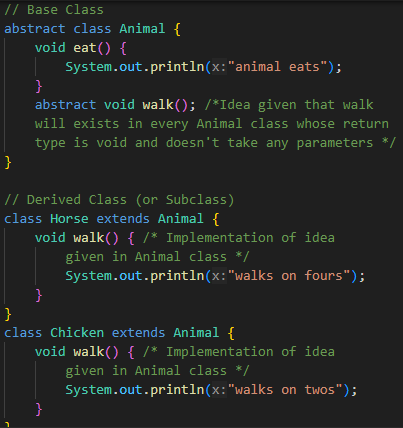 // Base Class
abstract class Animal {
void eat() {
System.out.println(x:"animal eats");
}
abstract void walk(); /*Idea given that walk
will exists in every Animal class whose return
type is void and doesn't take any parameters */
}
// Derived Class (or Subclass)
class Horse extends Animal {
void walk() { /* Implementation of idea
given in Animal class */
System.out.println(x:"walks on fours");
}
}
class Chicken extends Animal {
void walk() { /* Implementation of idea
given in Animal class */
System.out.println(x:"walks on twos");
}
}